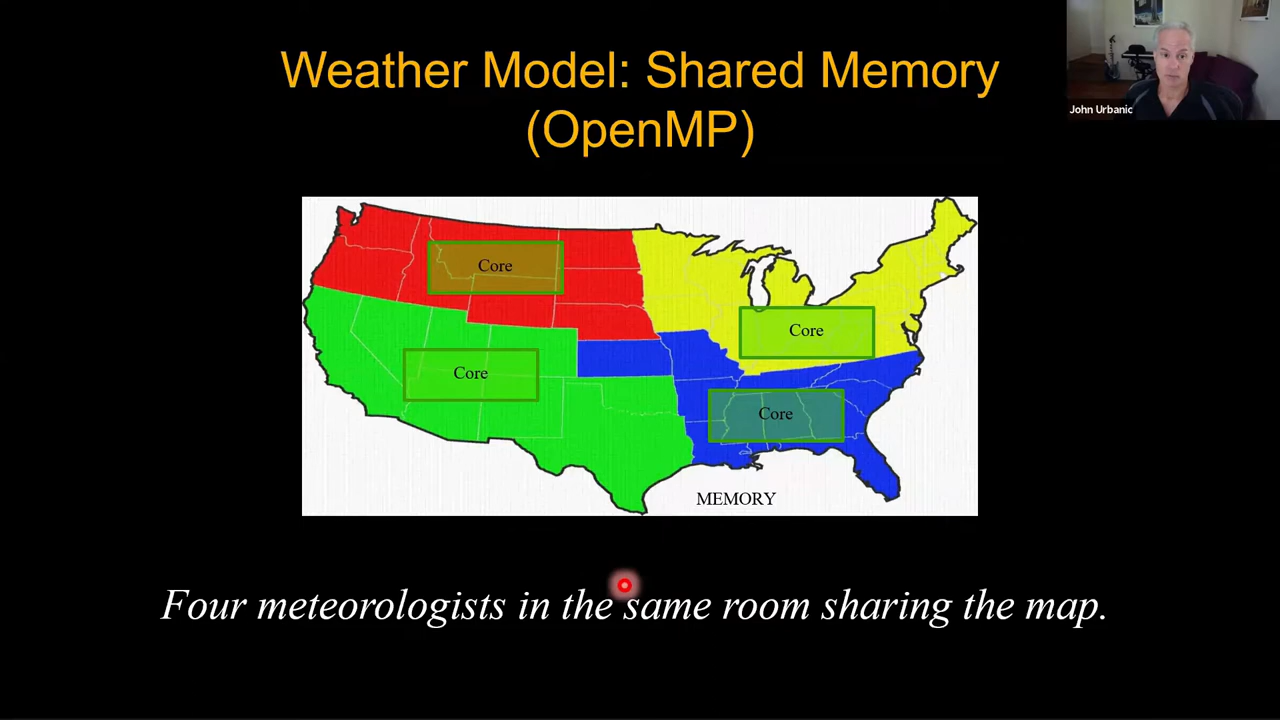 Weather Model: Shared Memory
(OpenMP)
John Urbanic
Core
Core
Core
Core
MEMORY
Four meteorologists in the same room sharing the map.